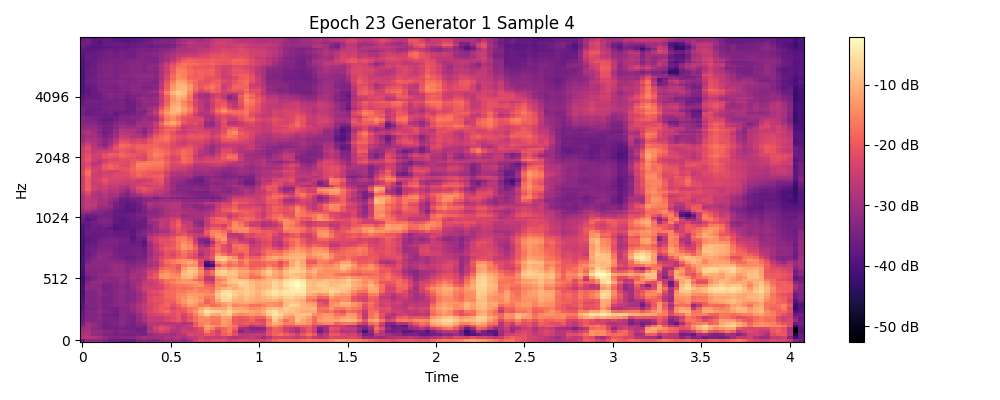 Epoch 23 Generator 1 Sample 4
Hz
4096
2048
1024
512
0
0 0.5 1 1.5 2 2.5 3 3.5 4
Time
-10 dB
-20 dB
-30 dB
-40 dB
-50 dB